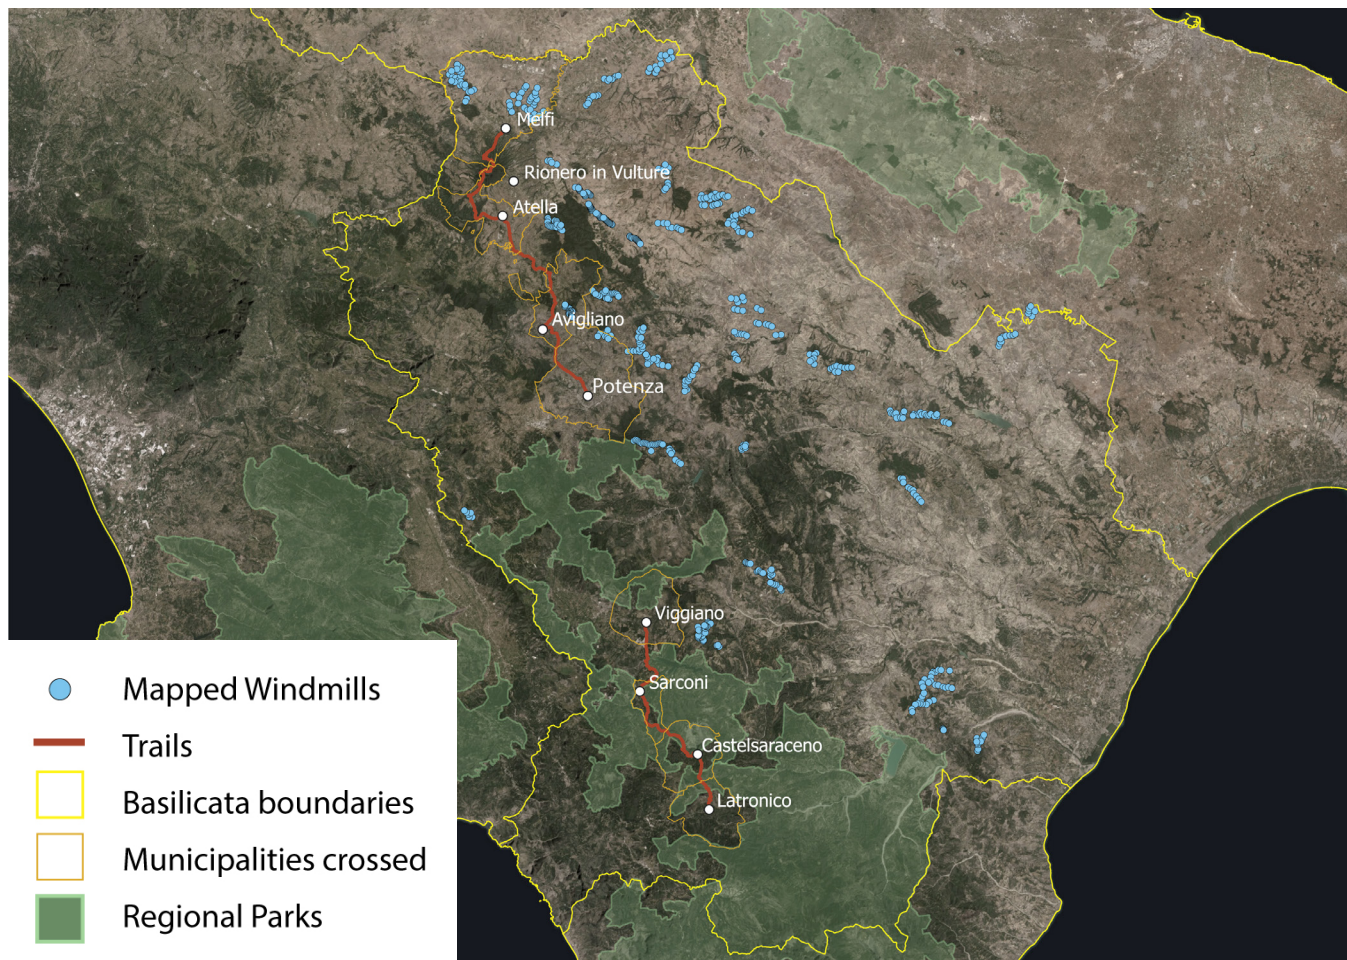 Melfi
Rionero in Vulture
Atella
Avigliano
Potenza
Viggiano
Sarconi
Castelsaraceno
Latronico
Mapped Windmills
Trails
Basilicata boundaries
Municipalities crossed
Regional Parks